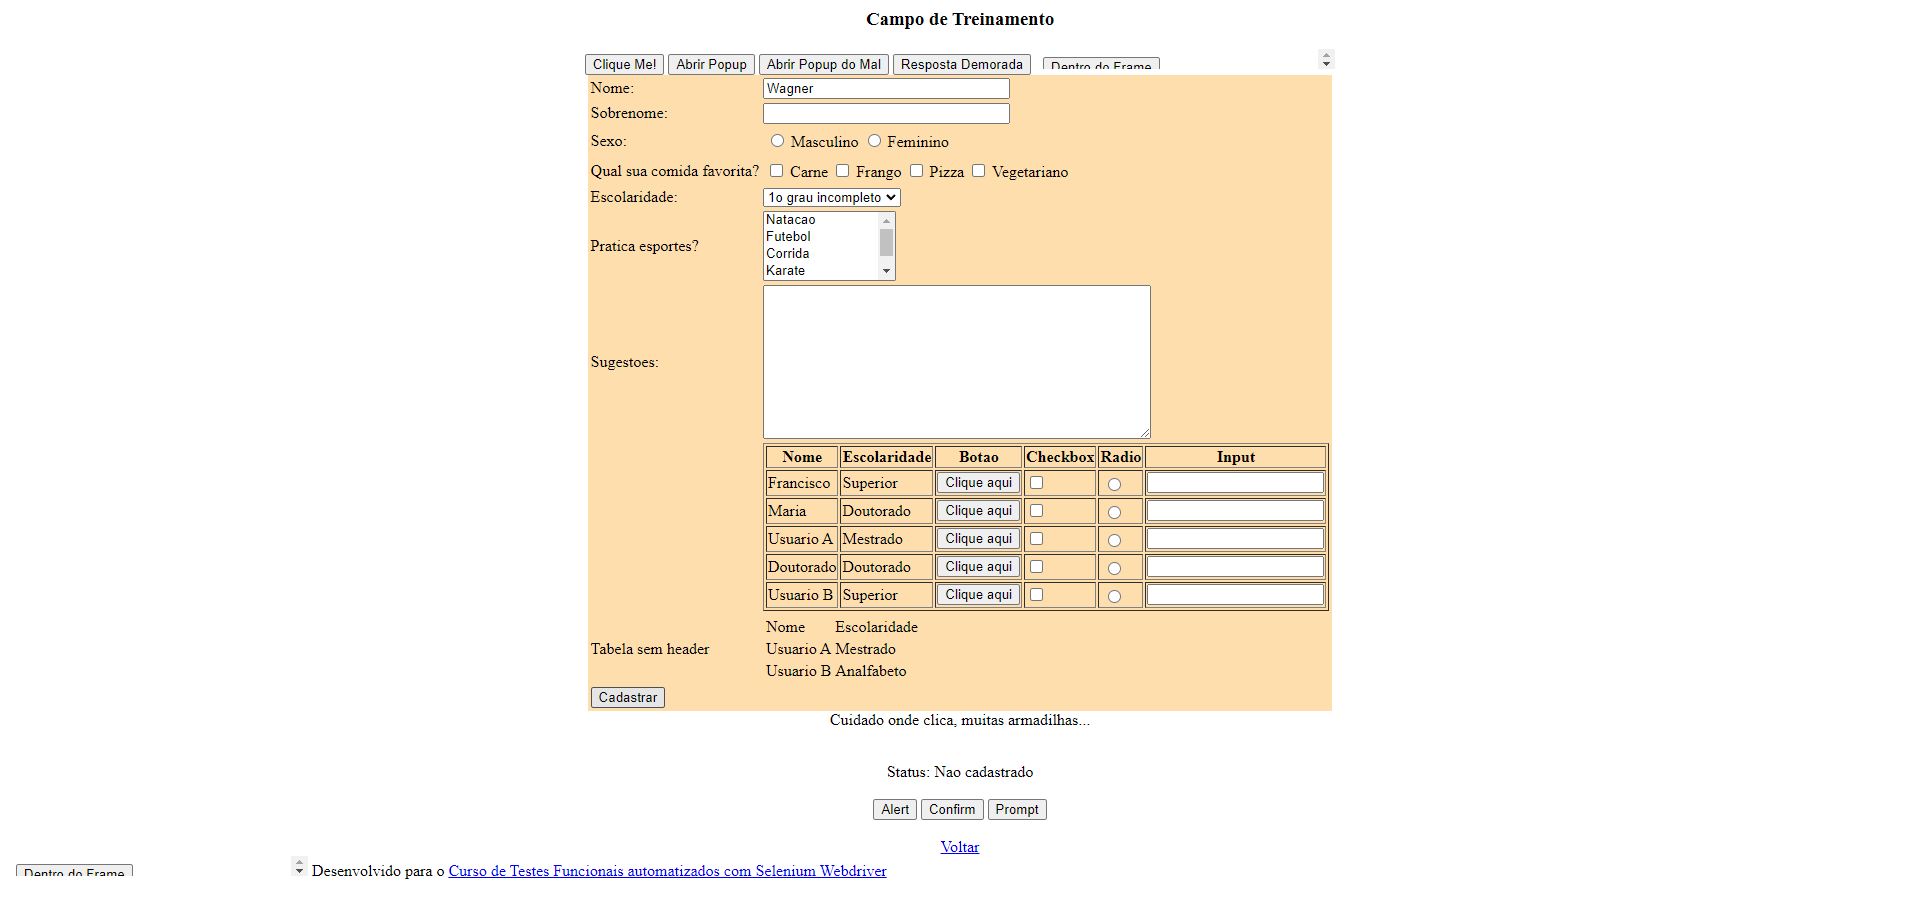 Campo de Treinamento
Clique Me! Abrir Popup Abrir Popup do Mal Resposta Demorada Dentro do Frame
Nome: Wagner
Sobrenome:
Sexo: Masculino Feminino
Qual sua comida favorita? Carne Frango Pizza Vegetariano
Escolaridade: 1o grau incompleto
Pratica esportes?
Natacao
Futebol
Corrida
Karate
Sugestoes:
Nome Escolaridade Botao Checkbox Radio Input
Francisco Superior Clique aqui
Maria Doutorado Clique aqui
Usuario A Mestrado Clique aqui
Doutorado Doutorado Clique aqui
Usuario B Superior Clique aqui
Tabela sem header
Nome Escolaridade
Usuario A Mestrado
Usuario B Analfabeto
Cadastrar
Cuidado onde clica, muitas armadilhas...
Status: Nao cadastrado
Alert Confirm Prompt
Voltar
Dentro do Frame Desenvolvido para o Curso de Testes Funcionais automatizados com Selenium Webdriver